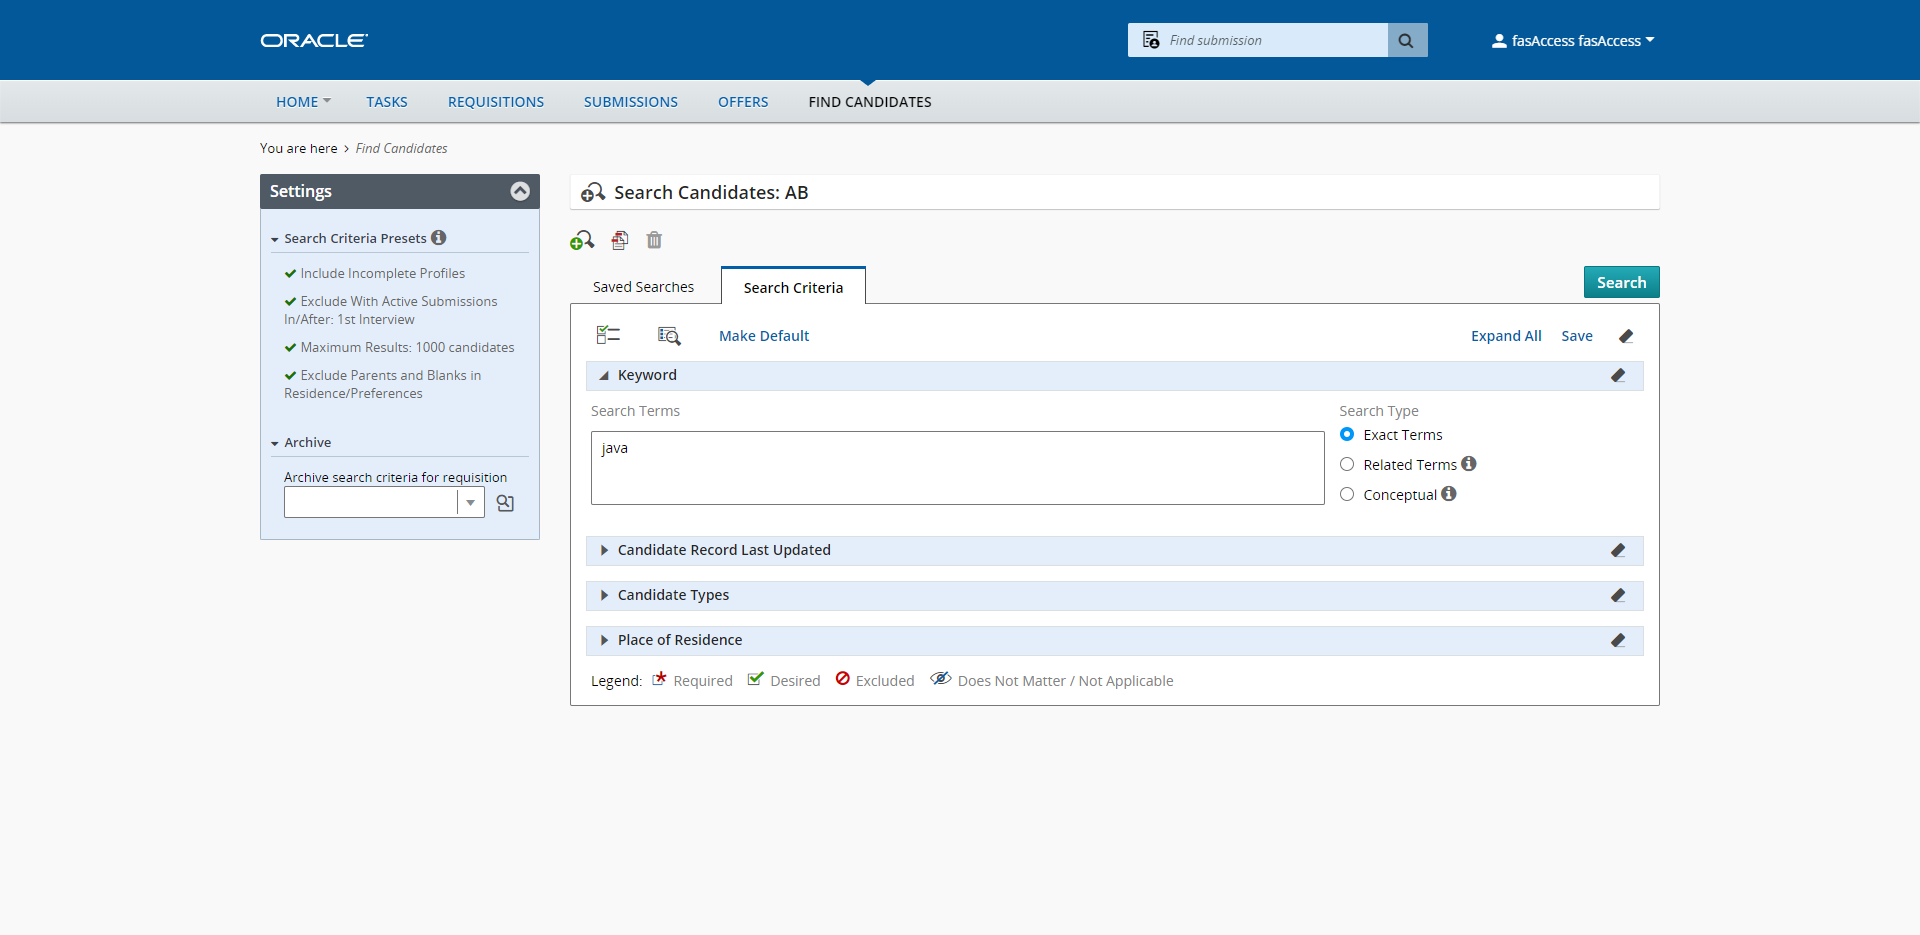 ORACLE
Find submission
fasAccess fasAccess
HOME TASKS REQUISITIONS SUBMISSIONS OFFERS FIND CANDIDATES
You are here › Find Candidates
Settings
Search Criteria Presets
Include Incomplete Profiles
Exclude With Active Submissions
In/After: 1st Interview
Maximum Results: 1000 candidates
Exclude Parents and Blanks in
Residence/Preferences
Archive
Archive search criteria for requisition
Search Candidates: AB
Saved Searches Search Criteria Search
Make Default Expand All Save
Keyword
Search Terms
java
Search Type
Exact Terms
Related Terms
Conceptual
Candidate Record Last Updated
Candidate Types
Place of Residence
Legend: Required Desired Excluded Does Not Matter / Not Applicable